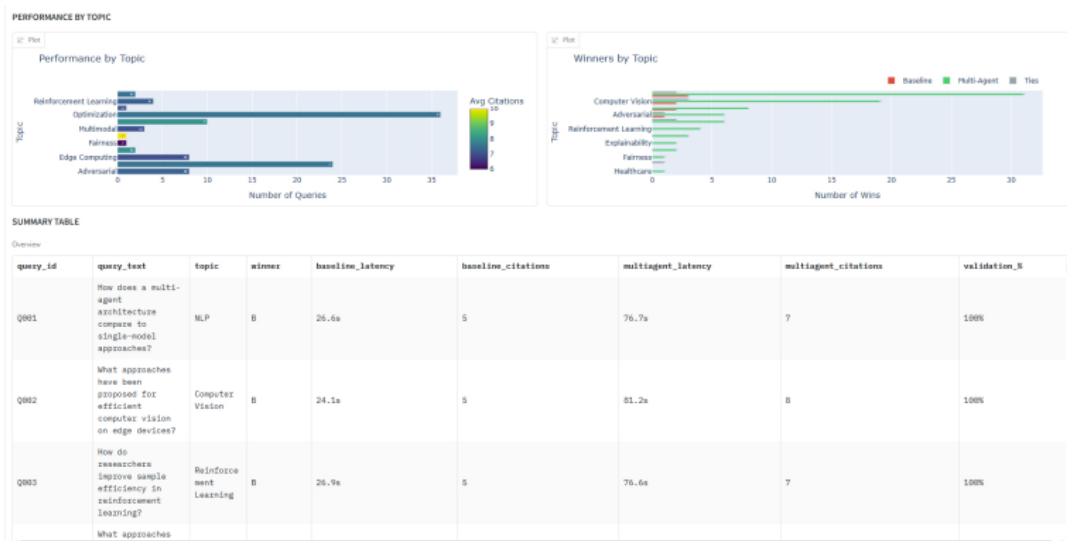 PERFORMANCE BY TOPIC
Plot
Performance by Topic
Topic
Reinforcement Learning
Optimization
Multimodal
Fairness
Edge Computing
Adversarial
0 5 10 15 20 25 30 35
Number of Queries
Avg Citations
10
9
8
7
6
Plot
Winners by Topic
Baseline Multi-Agent Ties
Topic
Computer Vision
Adversarial
Reinforcement Learning
Explainability
Fairness
Healthcare
0 5 10 15 20 25 30
Number of Wins
SUMMARY TABLE
Overview
query_id query_text topic winner baseline_latency baseline_citations multiagent_latency multiagent_citations validation_%
Q001
How does a multi-
agent
architecture
compare to
single-model
approaches?
NLP
B
26.6s
5
76.7s
7
100%
Q002
What approaches
have been
proposed for
efficient
computer vision
on edge devices?
Computer
Vision
B
24.1s
5
81.2s
8
100%
Q003
How do
researchers
improve sample
efficiency in
reinforcement
learning?
Reinforce
ment
Learning
B
26.9s
5
76.6s
7
100%
What approaches